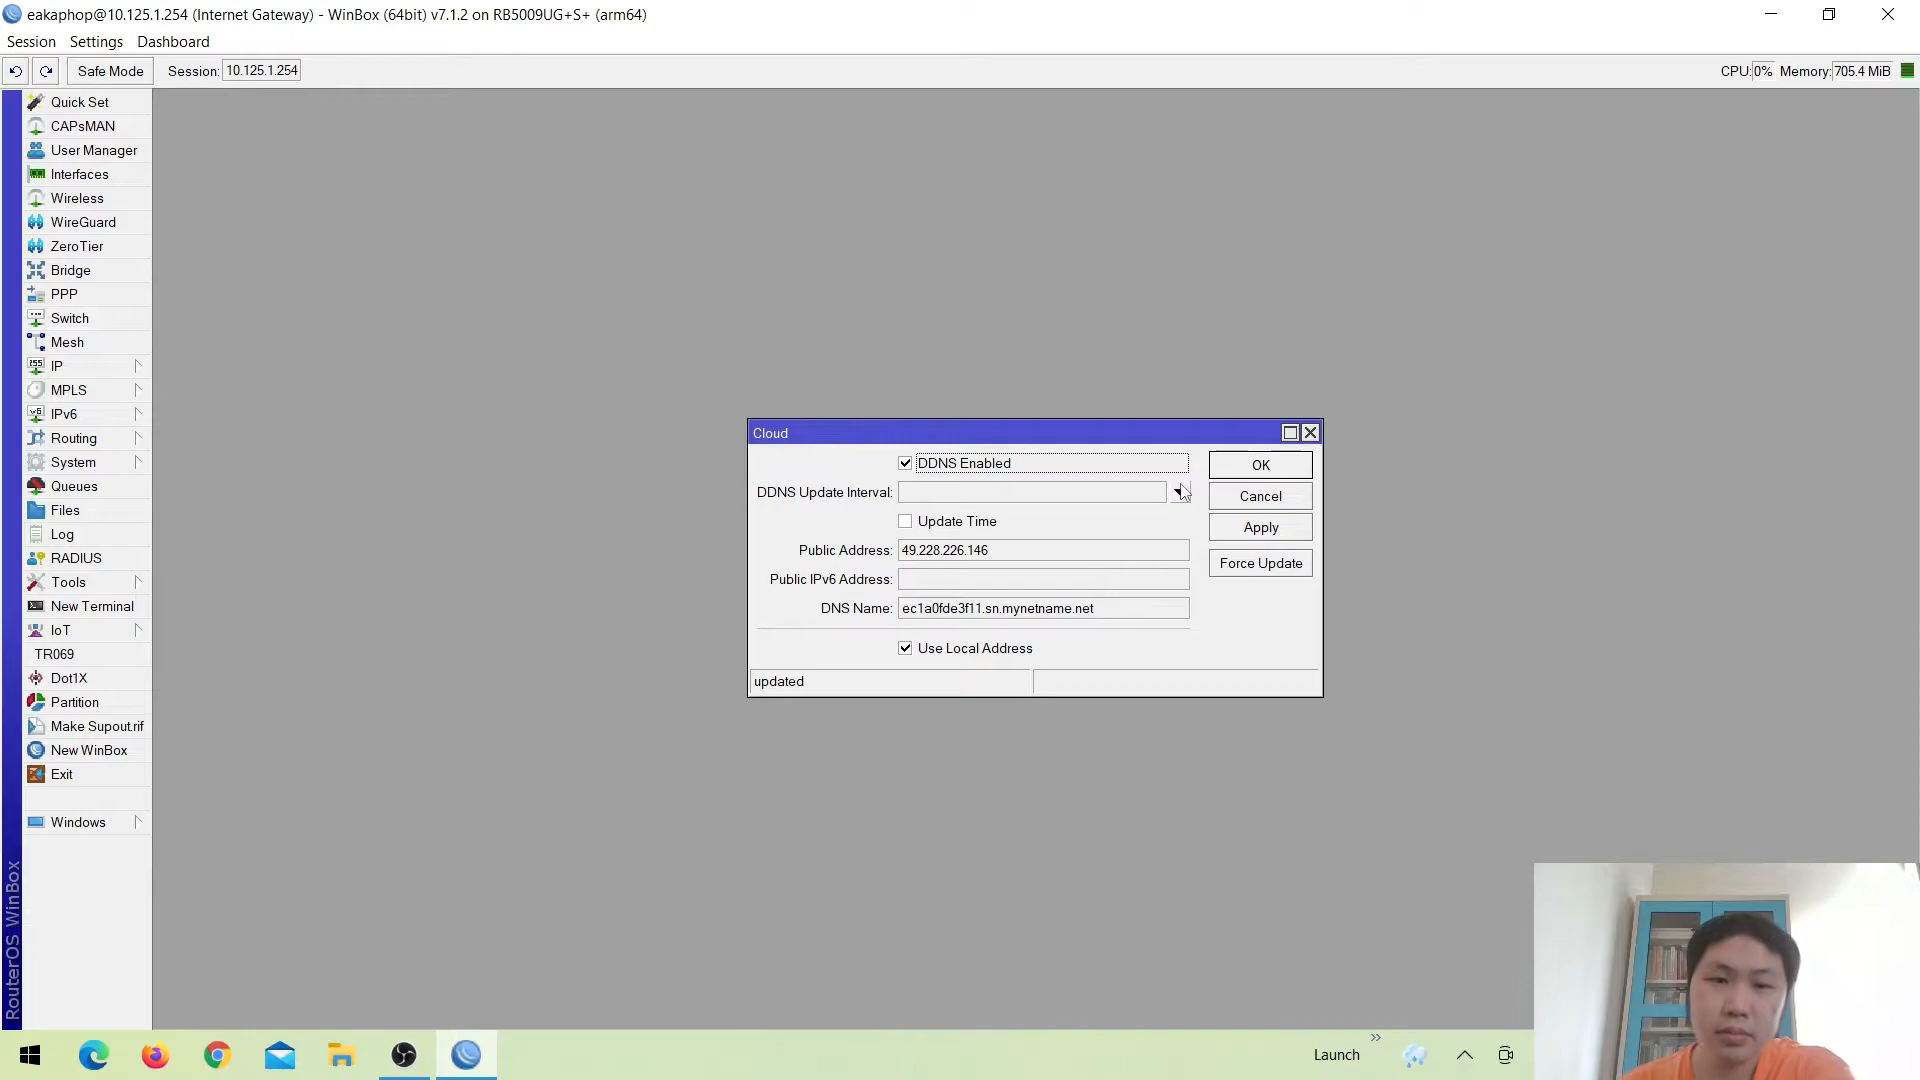 eakaphop@10.125.1.254 (Internet Gateway) - WinBox (64bit) v7.1.2 on RB5009UG+S+ (arm64)
Session Settings Dashboard
Safe Mode Session: 10.125.1.254 CPU: 0% Memory: 705.4 MiB
Quick Set
CAPsMAN
User Manager
Interfaces
Wireless
WireGuard
ZeroTier
Bridge
PPP
Switch
Mesh
IP
MPLS
IPv6
Routing
System
Queues
Files
Log
RADIUS
Tools
New Terminal
IoT
TR069
Dot1X
Partition
Make Supout.rif
New WinBox
Exit
Windows
RouterOS WinBox
Cloud
DDNS Enabled
DDNS Update Interval:
Update Time
Public Address: 49.228.226.146
Public IPv6 Address:
DNS Name: ec1a0fde3f11.sn.mynetname.net
Use Local Address
updated
OK
Cancel
Apply
Force Update
Launch